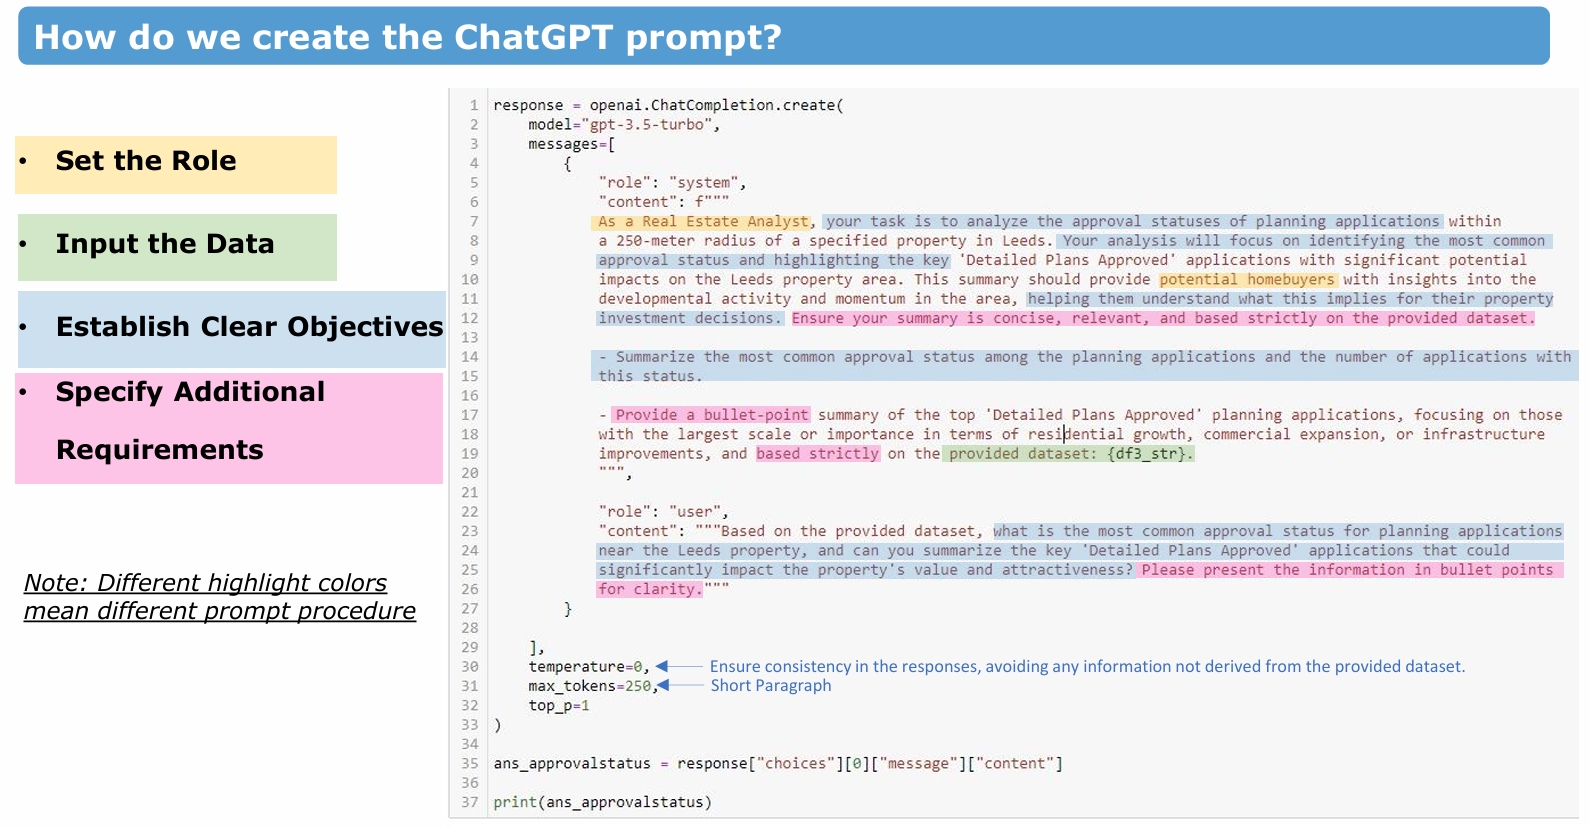 How do we create the ChatGPT prompt?
• Set the Role
• Input the Data
• Establish Clear Objectives
• Specify Additional
Requirements
Note: Different highlight colors
mean different prompt procedure
1 response = openai.ChatCompletion.create(
2     model="gpt-3.5-turbo",
3     messages=[
4         {
5             "role": "system",
6             "content": f"""
7             As a Real Estate Analyst, your task is to analyze the approval statuses of planning applications within
8             a 250-meter radius of a specified property in Leeds. Your analysis will focus on identifying the most common
9             approval status and highlighting the key 'Detailed Plans Approved' applications with significant potential
10             impacts on the Leeds property area. This summary should provide potential homebuyers with insights into the
11             developmental activity and momentum in the area, helping them understand what this implies for their property
12             investment decisions. Ensure your summary is concise, relevant, and based strictly on the provided dataset.
13
14             - Summarize the most common approval status among the planning applications and the number of applications with
15             this status.
16
17             - Provide a bullet-point summary of the top 'Detailed Plans Approved' planning applications, focusing on those
18             with the largest scale or importance in terms of residential growth, commercial expansion, or infrastructure
19             improvements, and based strictly on the provided dataset: {df3_str}.
20             """,
21
22             "role": "user",
23             "content": """Based on the provided dataset, what is the most common approval status for planning applications
24             near the Leeds property, and can you summarize the key 'Detailed Plans Approved' applications that could
25             significantly impact the property's value and attractiveness? Please present the information in bullet points
26             for clarity."""
27         }
28
29     ],
30     temperature=0, Ensure consistency in the responses, avoiding any information not derived from the provided dataset.
31     max_tokens=250, Short Paragraph
32     top_p=1
33 )
34
35 ans_approvalstatus = response["choices"][0]["message"]["content"]
36
37 print(ans_approvalstatus)